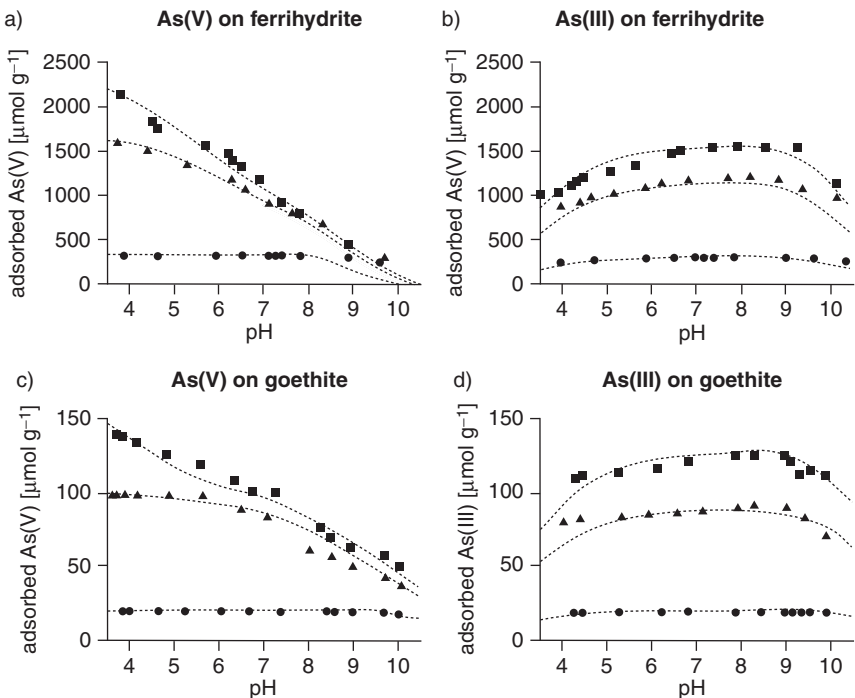 a) As(V) on ferrihydrite
adsorbed As(V) [µmol g⁻¹]
2500
2000
1500
1000
500
0
4 5 6 7 8 9 10
pH
b) As(III) on ferrihydrite
adsorbed As(V) [µmol g⁻¹]
2500
2000
1500
1000
500
0
4 5 6 7 8 9 10
pH
c) As(V) on goethite
adsorbed As(V) [µmol g⁻¹]
150
100
50
0
4 5 6 7 8 9 10
pH
d) As(III) on goethite
adsorbed As(III) [µmol g⁻¹]
150
100
50
0
4 5 6 7 8 9 10
pH